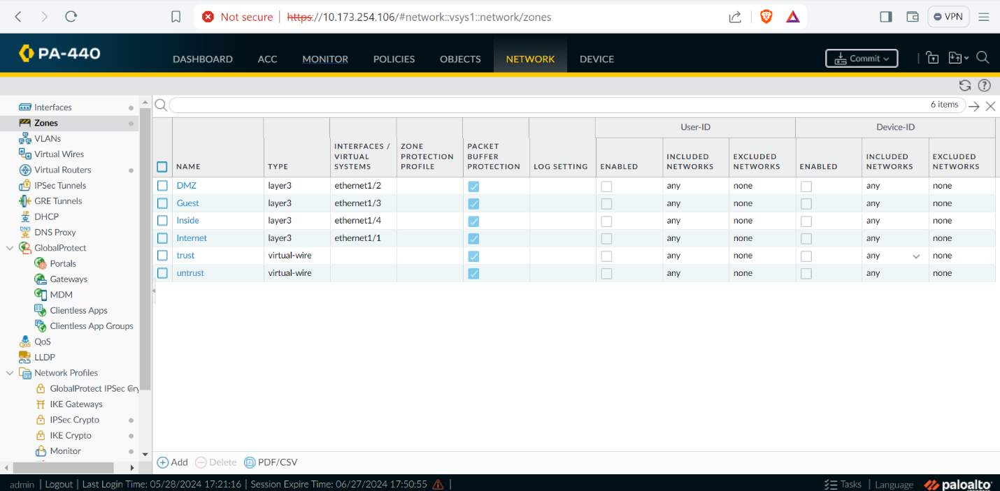 Not secure https://10.173.254.106/#network::vsys1::network/zones VPN
PA-440 DASHBOARD ACC MONITOR POLICIES OBJECTS NETWORK DEVICE Commit
Interfaces
Zones
VLANs
Virtual Wires
Virtual Routers
IPSec Tunnels
GRE Tunnels
DHCP
DNS Proxy
GlobalProtect
Portals
Gateways
MDM
Clientless Apps
Clientless App Groups
QoS
LLDP
Network Profiles
GlobalProtect IPSec Cry
IKE Gateways
IPSec Crypto
IKE Crypto
Monitor
6 items
User-ID Device-ID
NAME TYPE INTERFACES / VIRTUAL SYSTEMS ZONE PROTECTION PROFILE PACKET BUFFER PROTECTION LOG SETTING ENABLED INCLUDED NETWORKS EXCLUDED NETWORKS ENABLED INCLUDED NETWORKS EXCLUDED NETWORKS
DMZ layer3 ethernet1/2 any none any none
Guest layer3 ethernet1/3 any none any none
Inside layer3 ethernet1/4 any none any none
Internet layer3 ethernet1/1 any none any none
trust virtual-wire any none any none
untrust virtual-wire any none any none
Add Delete PDF/CSV
admin | Logout | Last Login Time: 05/28/2024 17:21:16 | Session Expire Time: 06/27/2024 17:50:55 | Tasks | Language paloalto